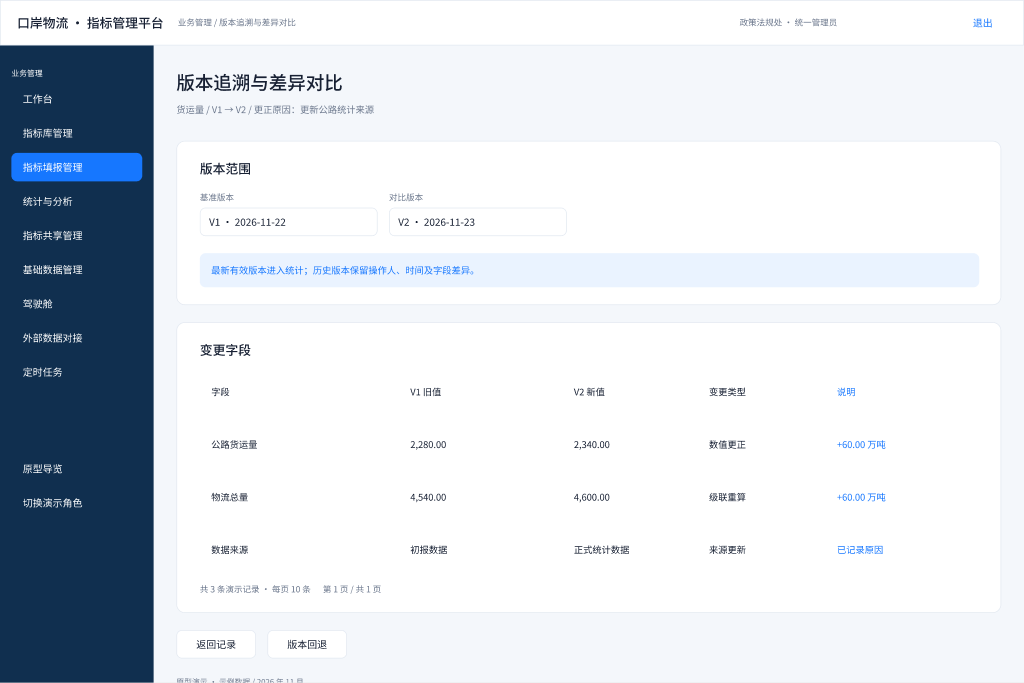 口岸物流 · 指标管理平台
业务管理 / 版本追溯与差异对比
政策法规处 · 统一管理员
退出
业务管理
工作台
指标库管理
指标填报管理
统计与分析
指标共享管理
基础数据管理
驾驶舱
外部数据对接
定时任务
原型导览
切换演示角色
版本追溯与差异对比
货运量 / V1 → V2 / 更正原因：更新公路统计来源
版本范围
基准版本
对比版本
V1 · 2026-11-22
V2 · 2026-11-23
最新有效版本进入统计；历史版本保留操作人、时间及字段差异。
变更字段
字段 V1 旧值 V2 新值 变更类型 说明
公路货运量 2,280.00 2,340.00 数值更正 +60.00 万吨
物流总量 4,540.00 4,600.00 级联重算 +60.00 万吨
数据来源 初报数据 正式统计数据 来源更新 已记录原因
共 3 条演示记录 · 每页 10 条 第 1 页 / 共 1 页
返回记录
版本回退
原型演示 · 示例数据 / 2026 年 11 月